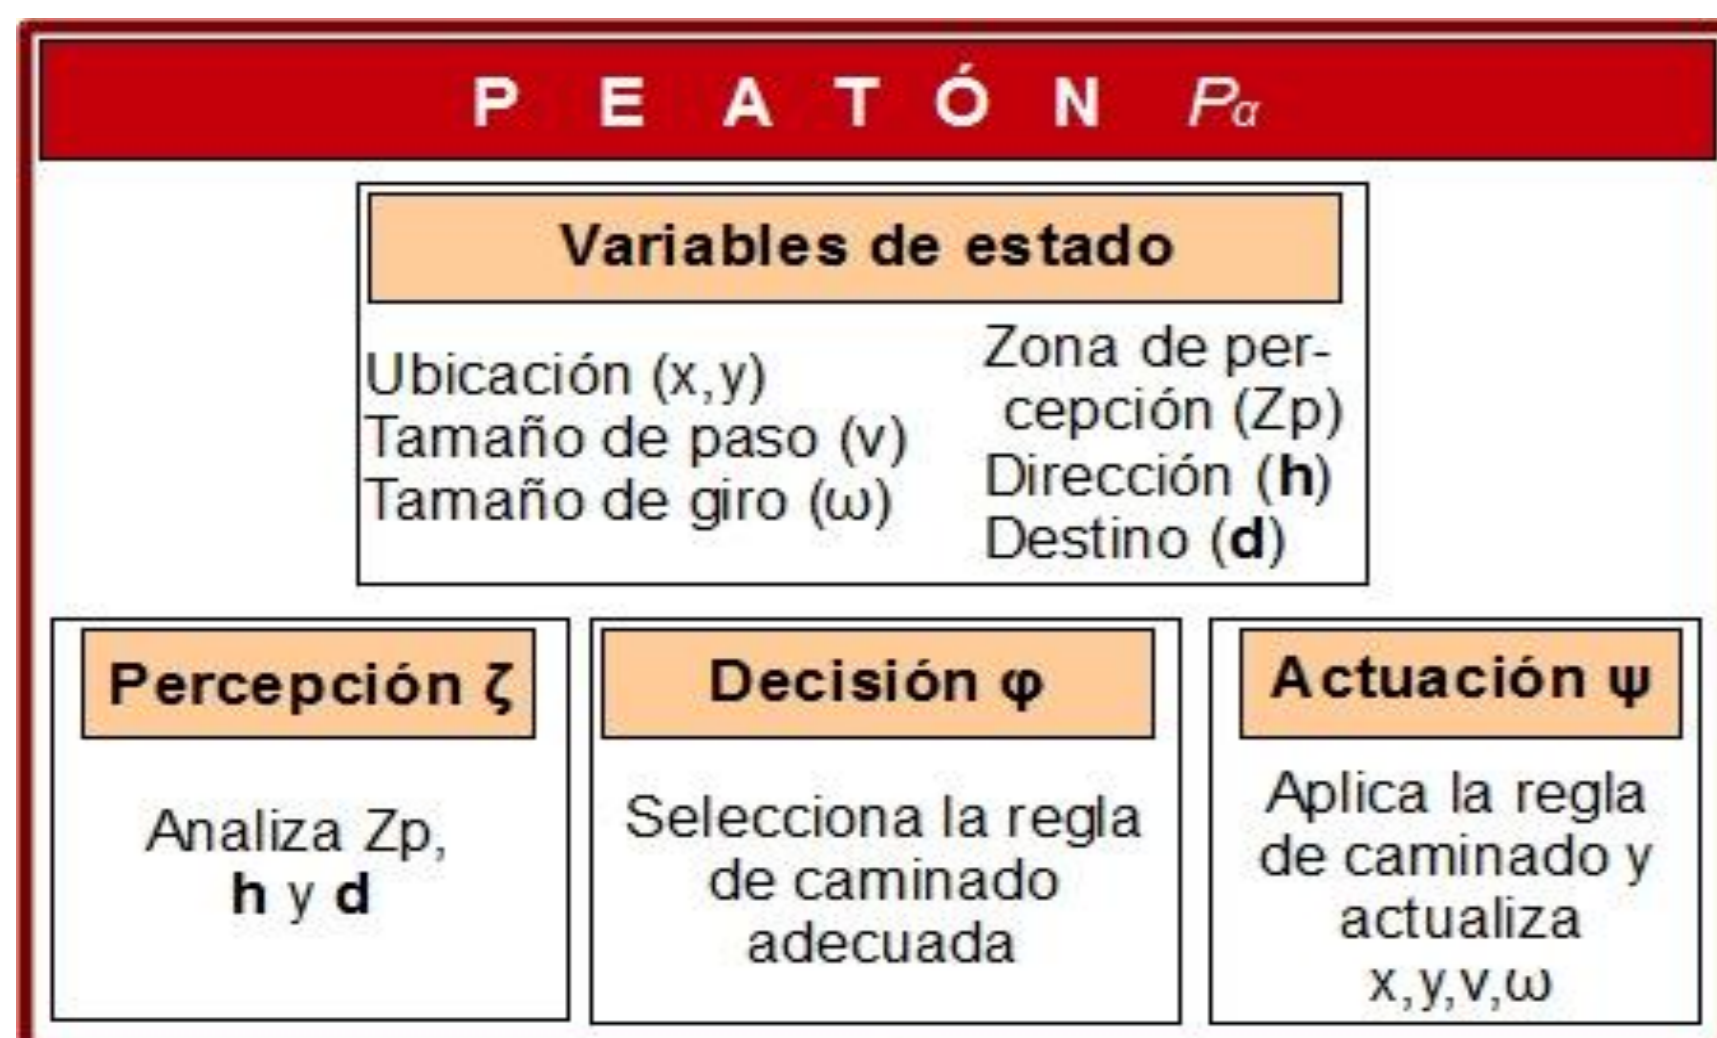 PEATÓN Pα
Variables de estado
Ubicación (x,y)
Tamaño de paso (v)
Tamaño de giro (ω)
Zona de per-
cepción (Zp)
Dirección (h)
Destino (d)
Percepción ζ
Analiza Zp,
h y d
Decisión φ
Selecciona la regla
de caminado
adecuada
Actuación ψ
Aplica la regla
de caminado y
actualiza
x,y,v,ω